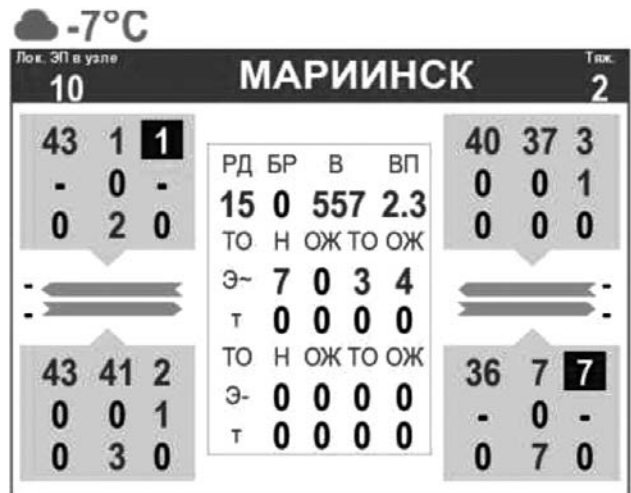 -7°C
Лок. ЭП в узле МАРИИНСК Тяж.
10 2
43 1 1
- 0 -
0 2 0
РД БР В ВП
15 0 557 2.3
ТО Н ОЖ ТО ОЖ
Э~ 7 0 3 4
т 0 0 0 0
ТО Н ОЖ ТО ОЖ
Э- 0 0 0 0
т 0 0 0 0
40 37 3
0 0 1
0 0 0
-
-
-
-
43 41 2
0 0 1
0 3 0
36 7 7
- 0 -
0 7 0